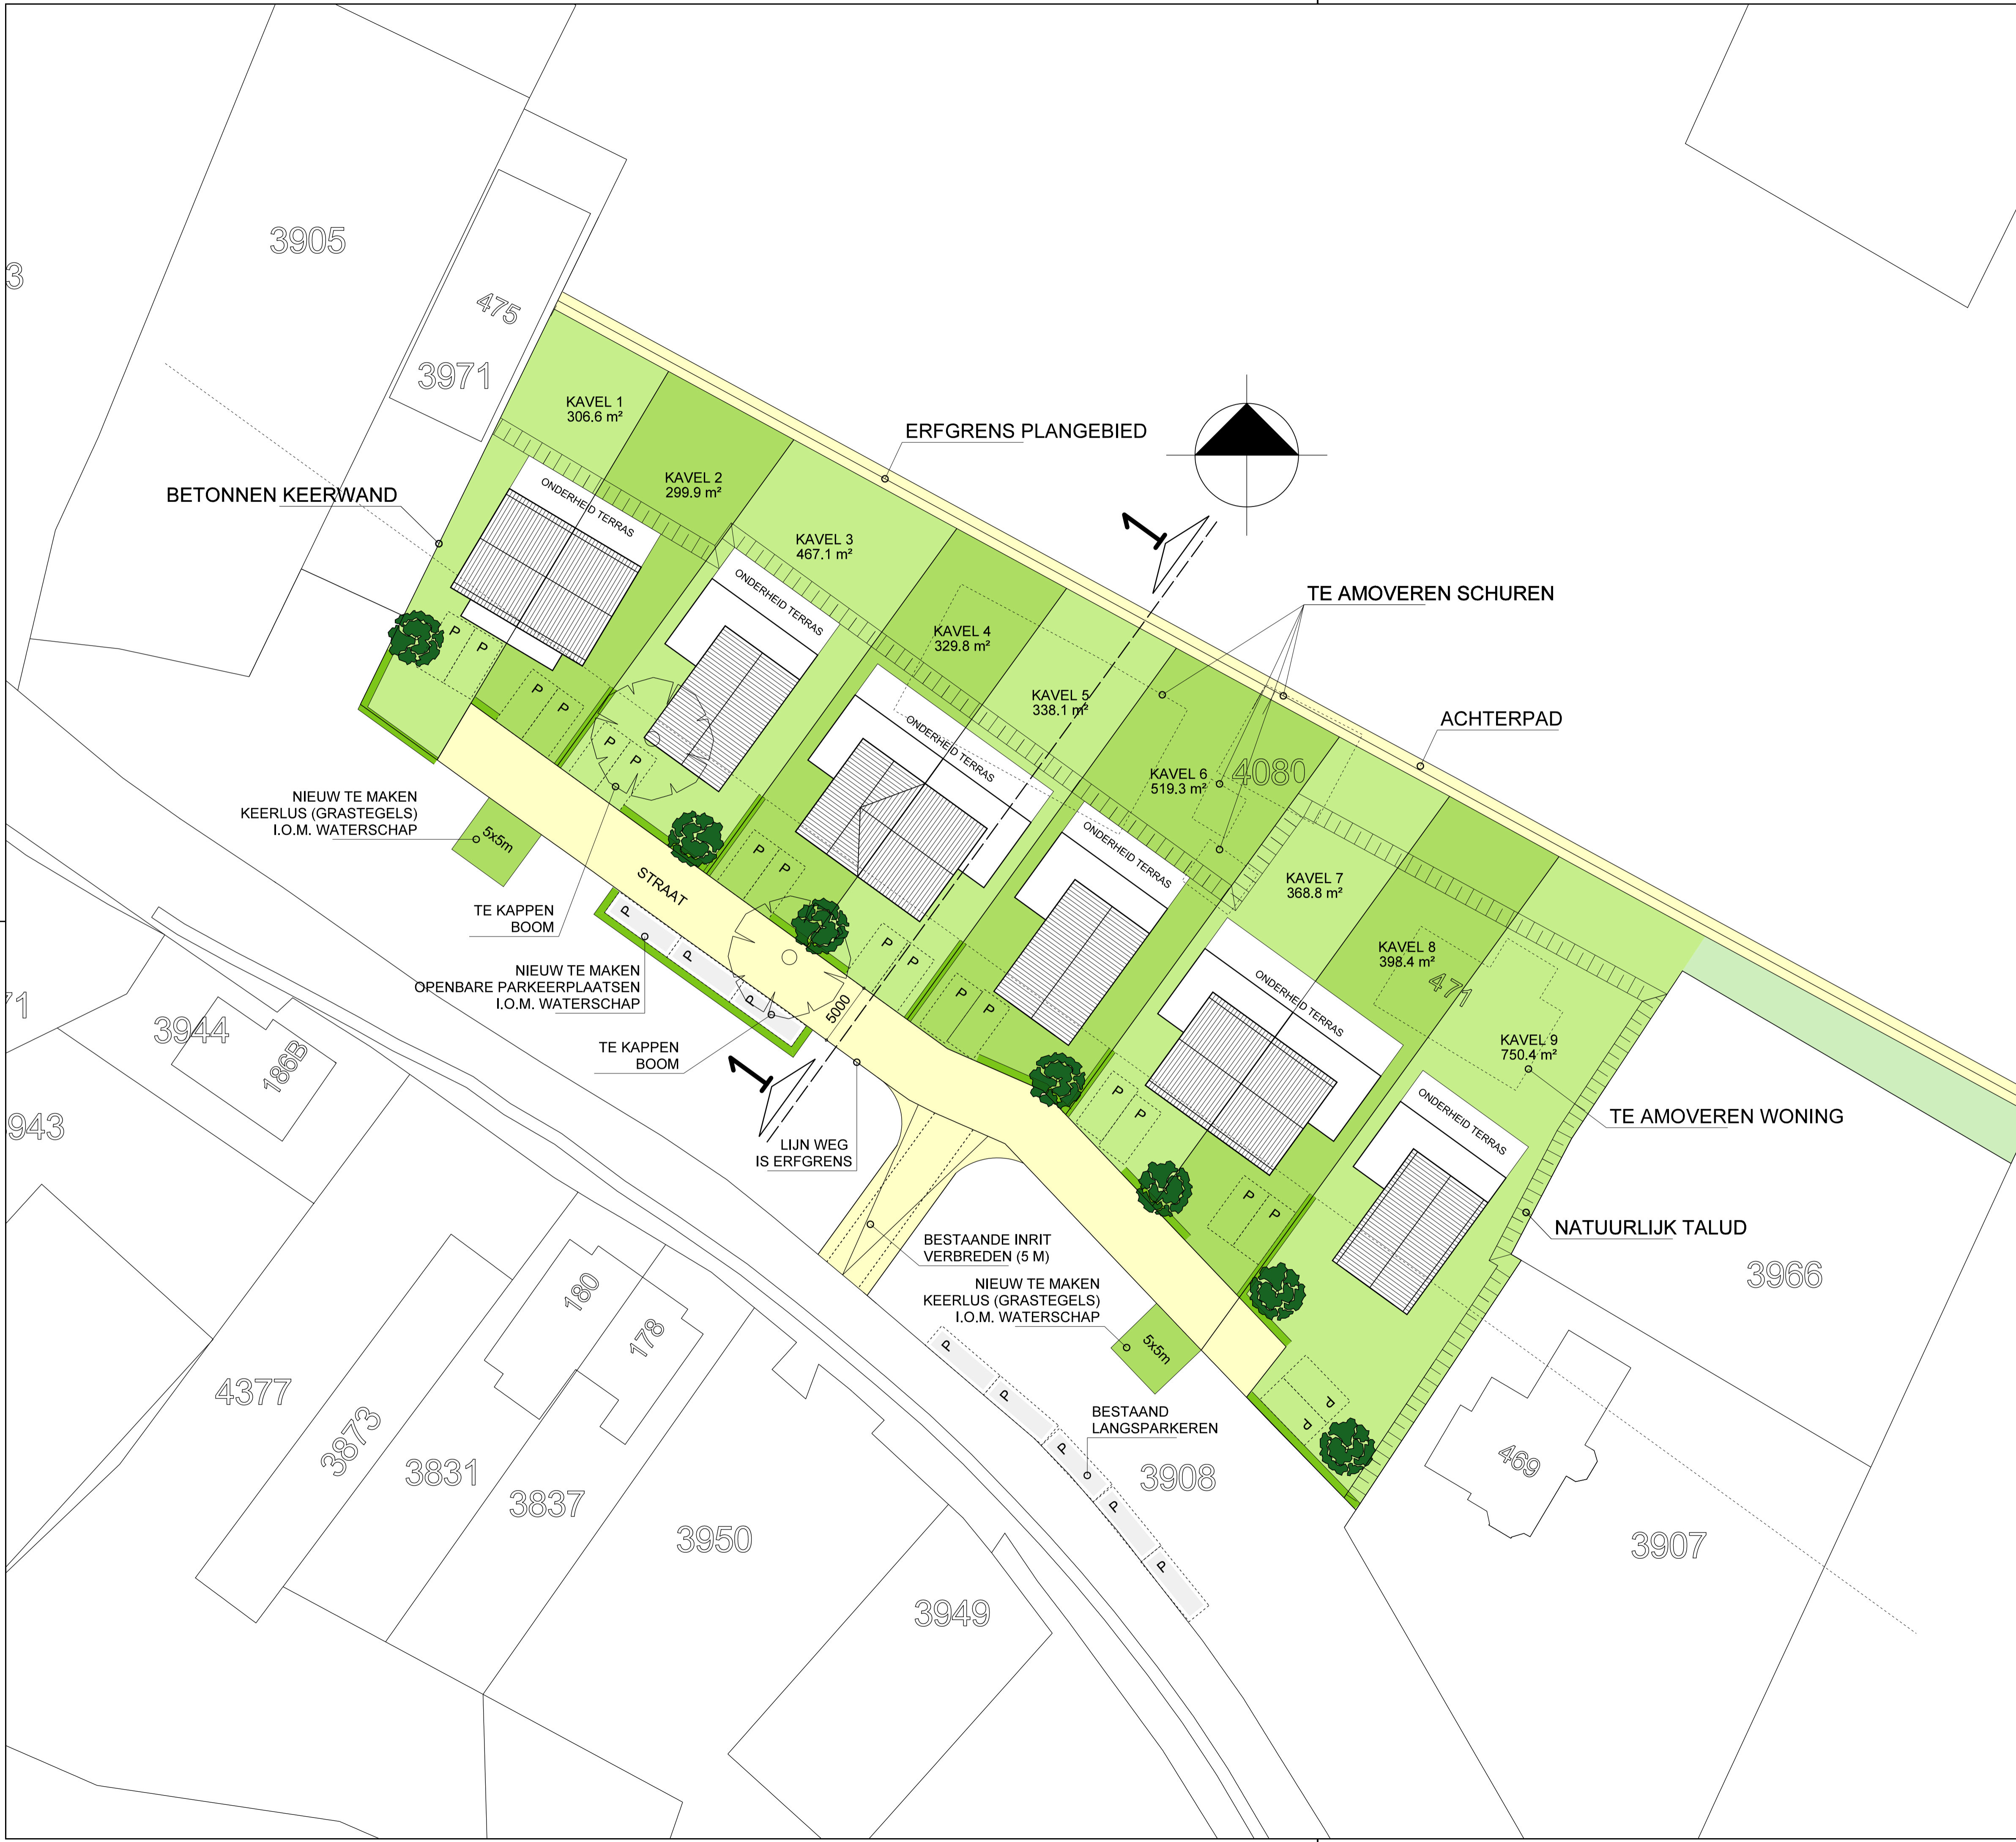 3905
3
475
3971
KAVEL 1
306.6 m²
ERFGRENS PLANGEBIED
KAVEL 2
299.9 m²
BETONNEN KEERWAND
ONDERHEID TERRAS
1
KAVEL 3
467.1 m²
ONDERHEID TERRAS
TE AMOVEREN SCHUREN
KAVEL 4
329.8 m²
P
P
KAVEL 5
338.1 m²
P
P
ACHTERPAD
ONDERHEID TERRAS
P
P
KAVEL 6
519.3 m²
4080
NIEUW TE MAKEN
KEERLUS (GRASTEGELS)
I.O.M. WATERSCHAP
5x5m
ONDERHEID TERRAS
P
P
STRAAT
KAVEL 7
368.8 m²
TE KAPPEN
BOOM
P
P
P
P
P
KAVEL 8
398.4 m²
NIEUW TE MAKEN
OPENBARE PARKEERPLAATSEN
I.O.M. WATERSCHAP
ONDERHEID TERRAS
471
P
P
5000
71
3944
186B
TE KAPPEN
BOOM
1
KAVEL 9
750.4 m²
P
P
ONDERHEID TERRAS
TE AMOVEREN WONING
943
LIJN WEG
IS ERFGRENS
P
P
NATUURLIJK TALUD
BESTAANDE INRIT
VERBREDEN (5 M)
3966
NIEUW TE MAKEN
KEERLUS (GRASTEGELS)
I.O.M. WATERSCHAP
180
178
5x5m
P
P
P
P
4377
BESTAAND
LANGSPARKEREN
3873
P
P
P
3831
3908
469
3837
3950
3907
3949